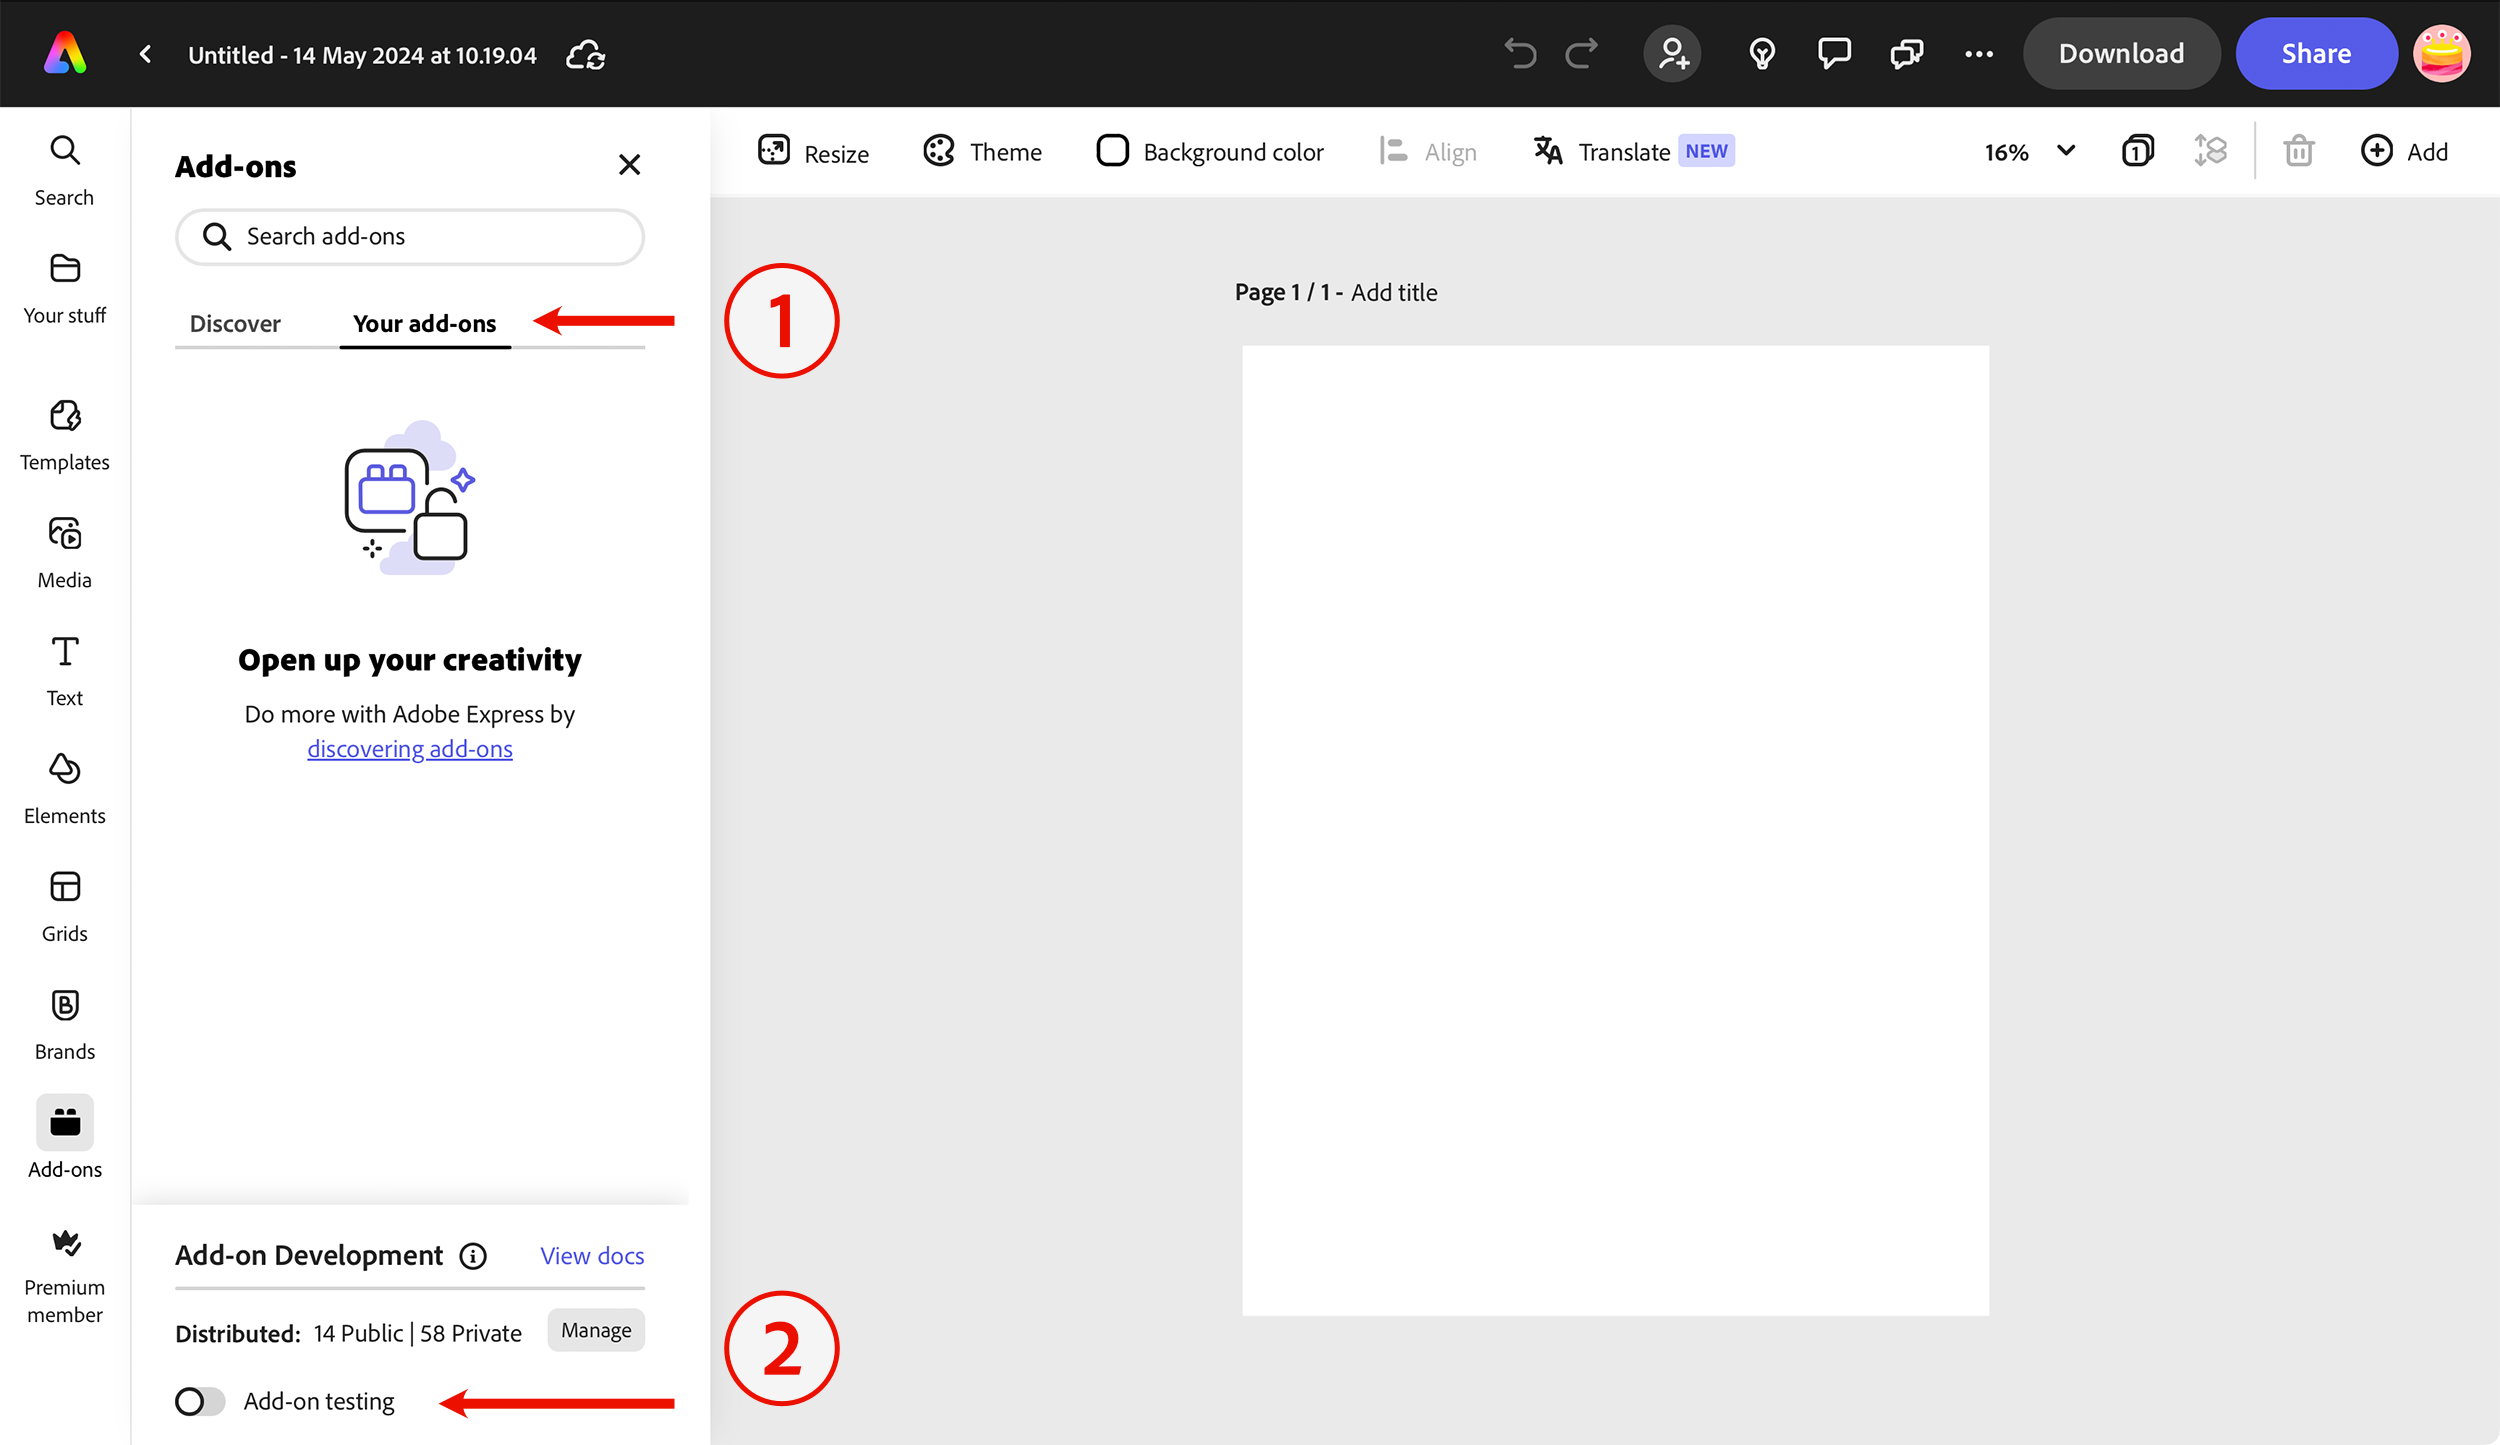 Untitled - 14 May 2024 at 10.19.04
Download
Share
Search
Your stuff
Templates
Media
Text
Elements
Grids
B
Brands
Add-ons
Premium
member
Add-ons
Search add-ons
Discover
Your add-ons
1
Open up your creativity
Do more with Adobe Express by
discovering add-ons
Add-on Development
View docs
Distributed: 14 Public | 58 Private
Manage
Add-on testing
2
Resize
Theme
Background color
Align
Translate NEW
16%
1
Add
Page 1 / 1 - Add title